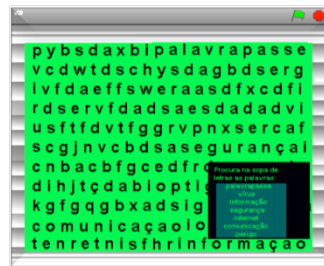 pybsdaxbipalavrapasse
vcdwtdschysdagbdserg
ivfdaeffsweraasdfxcdfi
rdservfdadsaesdadadvi
usftfdvtfggrvpnxsercaf
scgjnvcbdsasegurançai
cnbacbfgcedfr
dihjtçdabioptig
kgfgqgbxadsig
comunicaçaoio
tenretnisfhrinformaçao
Procura na sopa de
letras as palavras:
palavrapasse
vírus
informação
segurança
internet
comunicação
perigo